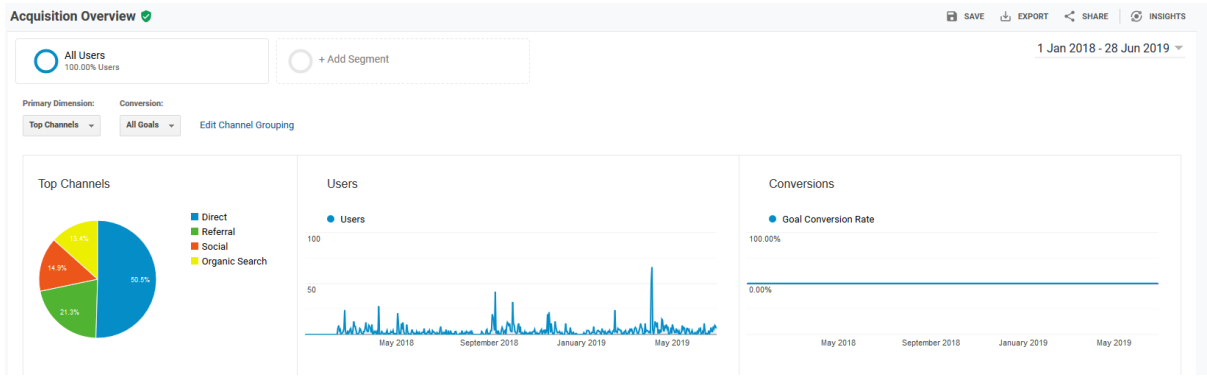 Acquisition Overview
SAVE EXPORT SHARE INSIGHTS
All Users
100.00% Users
+ Add Segment
1 Jan 2018 - 28 Jun 2019
Primary Dimension: Conversion:
Top Channels All Goals Edit Channel Grouping
Top Channels
Direct
Referral
Social
Organic Search
13.4%
14.9%
50.5%
21.3%
Users
Users
100
50
May 2018 September 2018 January 2019 May 2019
Conversions
Goal Conversion Rate
100.00%
0.00%
May 2018 September 2018 January 2019 May 2019